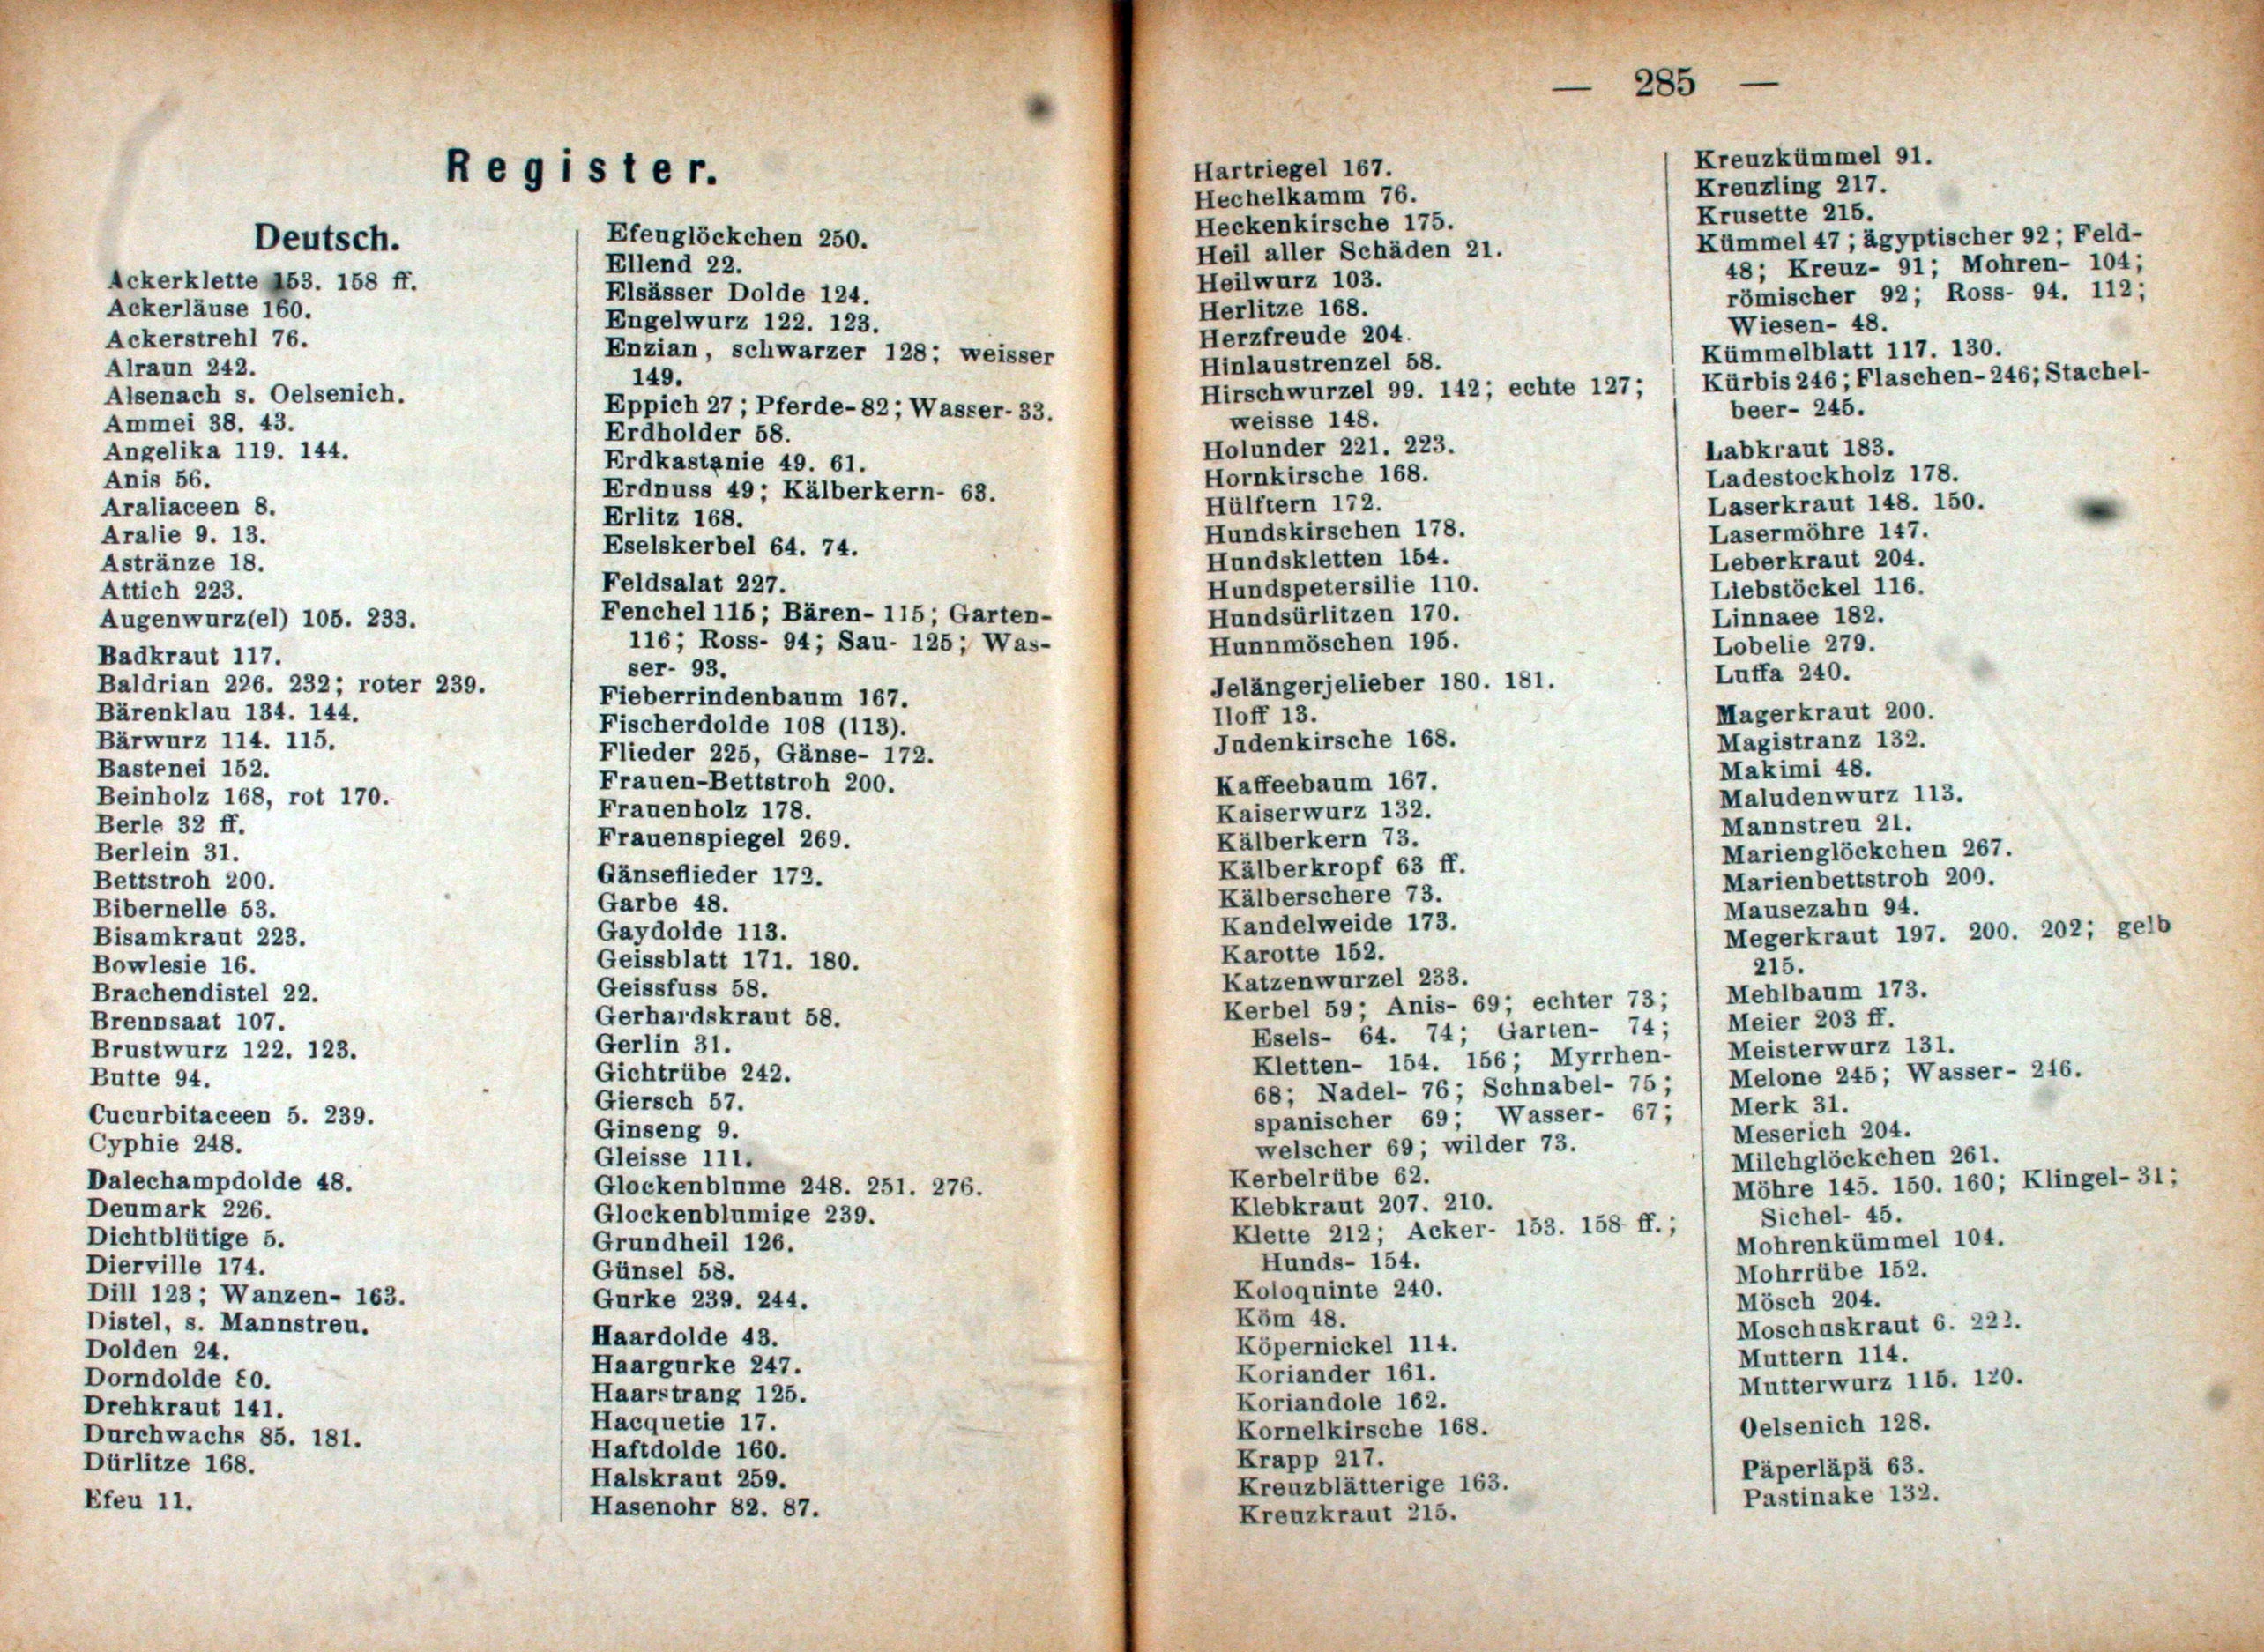 Register.
Deutsch.
Ackerklette 153. 158 ff.
Ackerläuse 160.
Ackerstrehl 76.
Alraun 242.
Alsenach s. Oelsenich.
Ammei 38. 43.
Angelika 119. 144.
Anis 56.
Araliaceen 8.
Aralie 9. 13.
Astränze 18.
Attich 223.
Augenwurz(el) 105. 233.
Badkraut 117.
Baldrian 226. 232; roter 239.
Bärenklau 134. 144.
Bärwurz 114. 115.
Bastenei 152.
Beinholz 168, rot 170.
Berle 32 ff.
Berlein 31.
Bettstroh 200.
Bibernelle 53.
Bisamkraut 223.
Bowlesie 16.
Brachendistel 22.
Brennsaat 107.
Brustwurz 122. 123.
Butte 94.
Cucurbitaceen 5. 239.
Cyphie 248.
Dalechampdolde 48.
Denmark 226.
Dichtblütige 5.
Dierville 174.
Dill 123; Wanzen- 163.
Distel, s. Mannstreu.
Dolden 24.
Dorndolde 80.
Drehkraut 141.
Durchwachs 85. 181.
Dürlitze 168.
Efeu 11.
Efeuglöckchen 250.
Ellend 22.
Elsässer Dolde 124.
Engelwurz 122. 123.
Enzian, schwarzer 128; weisser
149.
Eppich 27; Pferde- 82; Wasser- 33.
Erdholder 58.
Erdkastanie 49. 61.
Erdnuss 49; Kälberkern- 63.
Erlitz 168.
Eselskerbel 64. 74.
Feldsalat 227.
Fenchel 115; Bären- 115; Garten-
116; Ross- 94; Sau- 125; Was-
ser- 93.
Fieberrindenbaum 167.
Fischerdolde 108 (113).
Flieder 225, Gänse- 172.
Frauen-Bettstroh 200.
Frauenholz 178.
Frauenspiegel 269.
Gänseflieder 172.
Garbe 48.
Gaydolde 113.
Geissblatt 171. 180.
Geissfuss 58.
Gerhardskraut 58.
Gerlin 31.
Gichtrübe 242.
Giersch 57.
Ginseng 9.
Gleisse 111.
Glockenblume 248. 251. 276.
Glockenblumige 239.
Grundheil 126.
Günsel 58.
Gurke 239. 244.
Haardolde 43.
Haargurke 247.
Haarstrang 125.
Hacquetie 17.
Haftdolde 160.
Halskraut 259.
Hasenohr 82. 87.
— 285 —
Hartriegel 167.
Hechelkamm 76.
Heckenkirsche 175.
Heil aller Schäden 21.
Heilwurz 103.
Herlitze 168.
Herzfreude 204.
Hinlaustrenzel 58.
Hirschwurzel 99. 142; echte 127;
weisse 148.
Holunder 221. 223.
Hornkirsche 168.
Hülftern 172.
Hundskirschen 178.
Hundskletten 154.
Hundspetersilie 110.
Hundsürlitzen 170.
Hunnmöschen 195.
Jelängerjelieber 180. 181.
Iloff 13.
Judenkirsche 168.
Kaffeebaum 167.
Kaiserwurz 132.
Kälberkern 73.
Kälberkropf 63 ff.
Kälberschere 73.
Kandelweide 173.
Karotte 152.
Katzenwurzel 233.
Kerbel 59; Anis- 69; echter 73;
Esels- 64. 74; Garten- 74;
Kletten- 154. 156; Myrrhen-
68; Nadel- 76; Schnabel- 75;
spanischer 69; Wasser- 67;
welscher 69; wilder 73.
Kerbelrübe 62.
Klebkraut 207. 210.
Klette 212; Acker- 153. 158 ff.;
Hunds- 154.
Koloquinte 240.
Köm 48.
Köpernickel 114.
Koriander 161.
Koriandole 162.
Kornelkirsche 168.
Krapp 217.
Kreuzblätterige 163.
Kreuzkraut 215.
Kreuzkümmel 91.
Kreuzling 217.
Krusette 215.
Kümmel 47; ägyptischer 92; Feld-
48; Kreuz- 91; Mohren- 104;
römischer 92; Ross- 94. 112;
Wiesen- 48.
Kümmelblatt 117. 130.
Kürbis 246; Flaschen- 246; Stachel-
beer- 245.
Labkraut 183.
Ladestockholz 178.
Laserkraut 148. 150.
Lasermöhre 147.
Leberkraut 204.
Liebstöckel 116.
Linnaee 182.
Lobelie 279.
Luffa 240.
Magerkraut 200.
Magistranz 132.
Makimi 48.
Maludenwurz 113.
Mannstreu 21.
Marienglöckchen 267.
Marienbettstroh 200.
Mausezahn 94.
Megerkraut 197. 200. 202; gelb
215.
Mehlbaum 173.
Meier 203 ff.
Meisterwurz 131.
Melone 245; Wasser- 246.
Merk 31.
Meserich 204.
Milchglöckchen 261.
Möhre 145. 150. 160; Klingel- 31;
Sichel- 45.
Mohrenkümmel 104.
Mohrrübe 152.
Mösch 204.
Moschuskraut 6. 222.
Muttern 114.
Mutterwurz 115. 120.
Oelsenich 128.
Päperläpä 63.
Pastinake 132.